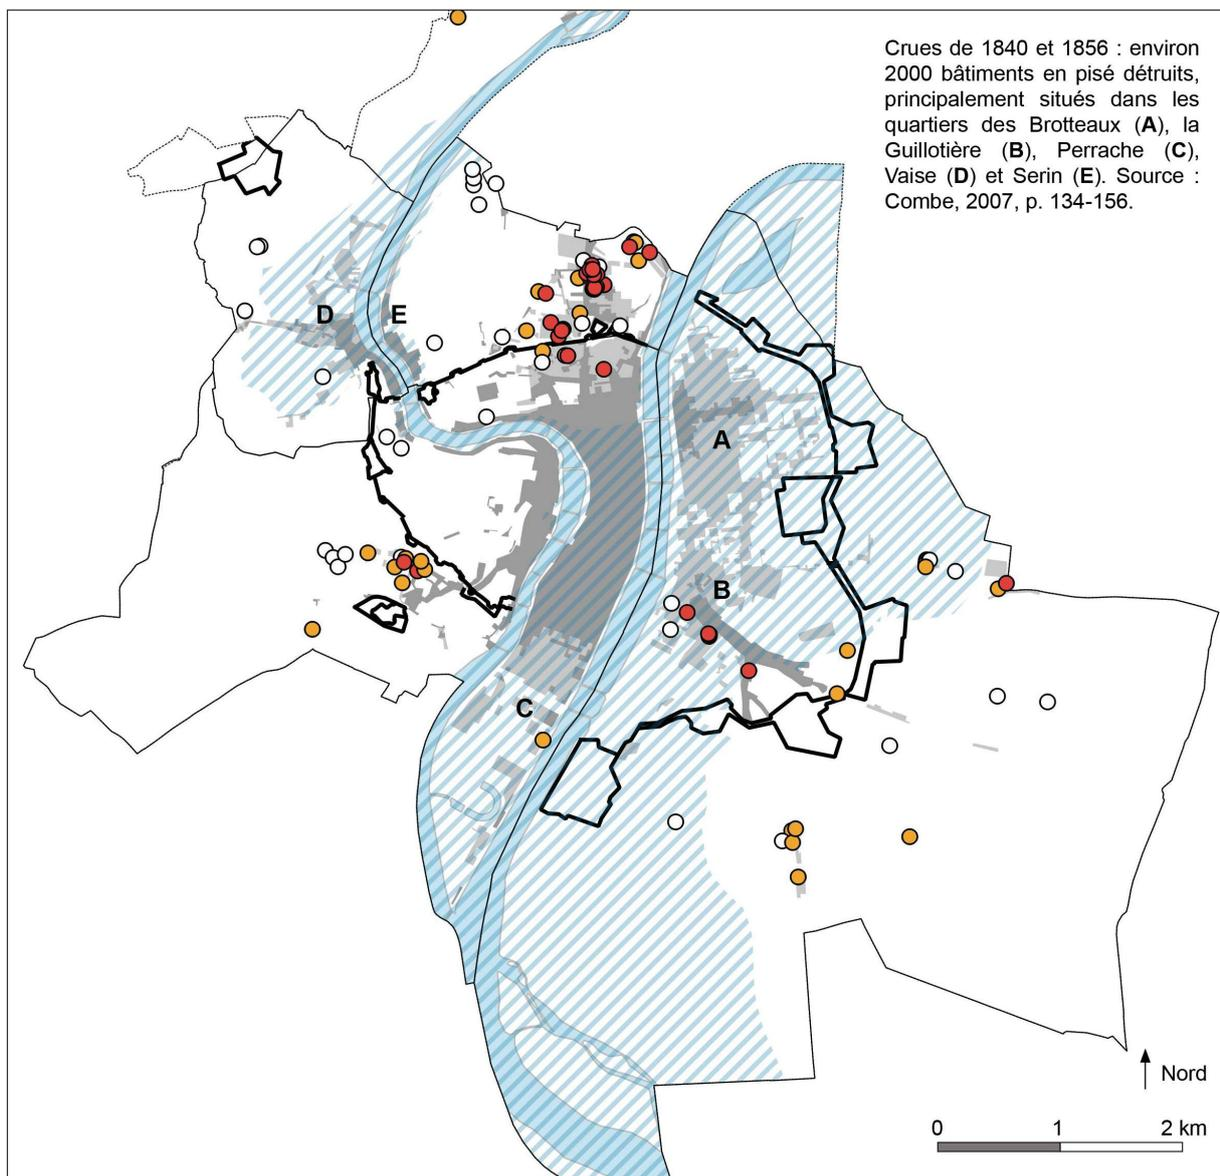 Crues de 1840 et 1856 : environ
2000 bâtiments en pisé détruits,
principalement situés dans les
quartiers des Brotteaux (A), la
Guillotière (B), Perrache (C),
Vaise (D) et Serin (E). Source :
Combe, 2007, p. 134-156.
D
E
A
B
C
Nord
0 1 2 km